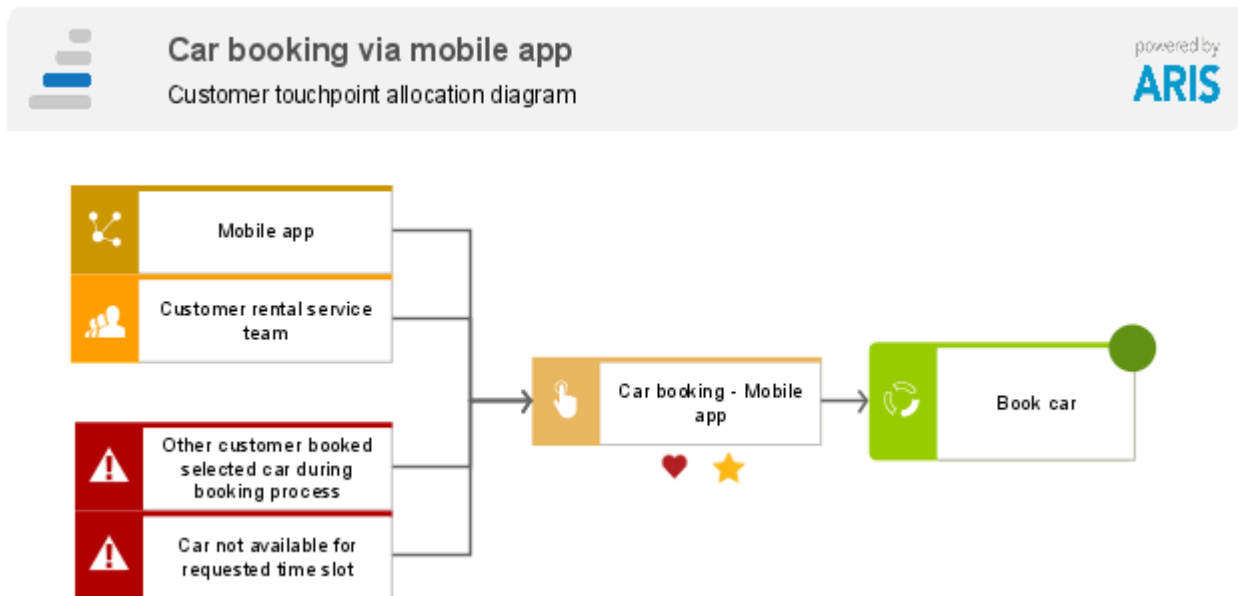 Car booking via mobile app
Customer touchpoint allocation diagram
powered by
ARIS
Mobile app
Customer rental service
team
Car booking - Mobile
app
Book car
Other customer booked
selected car during
booking process
Car not available for
requested time slot